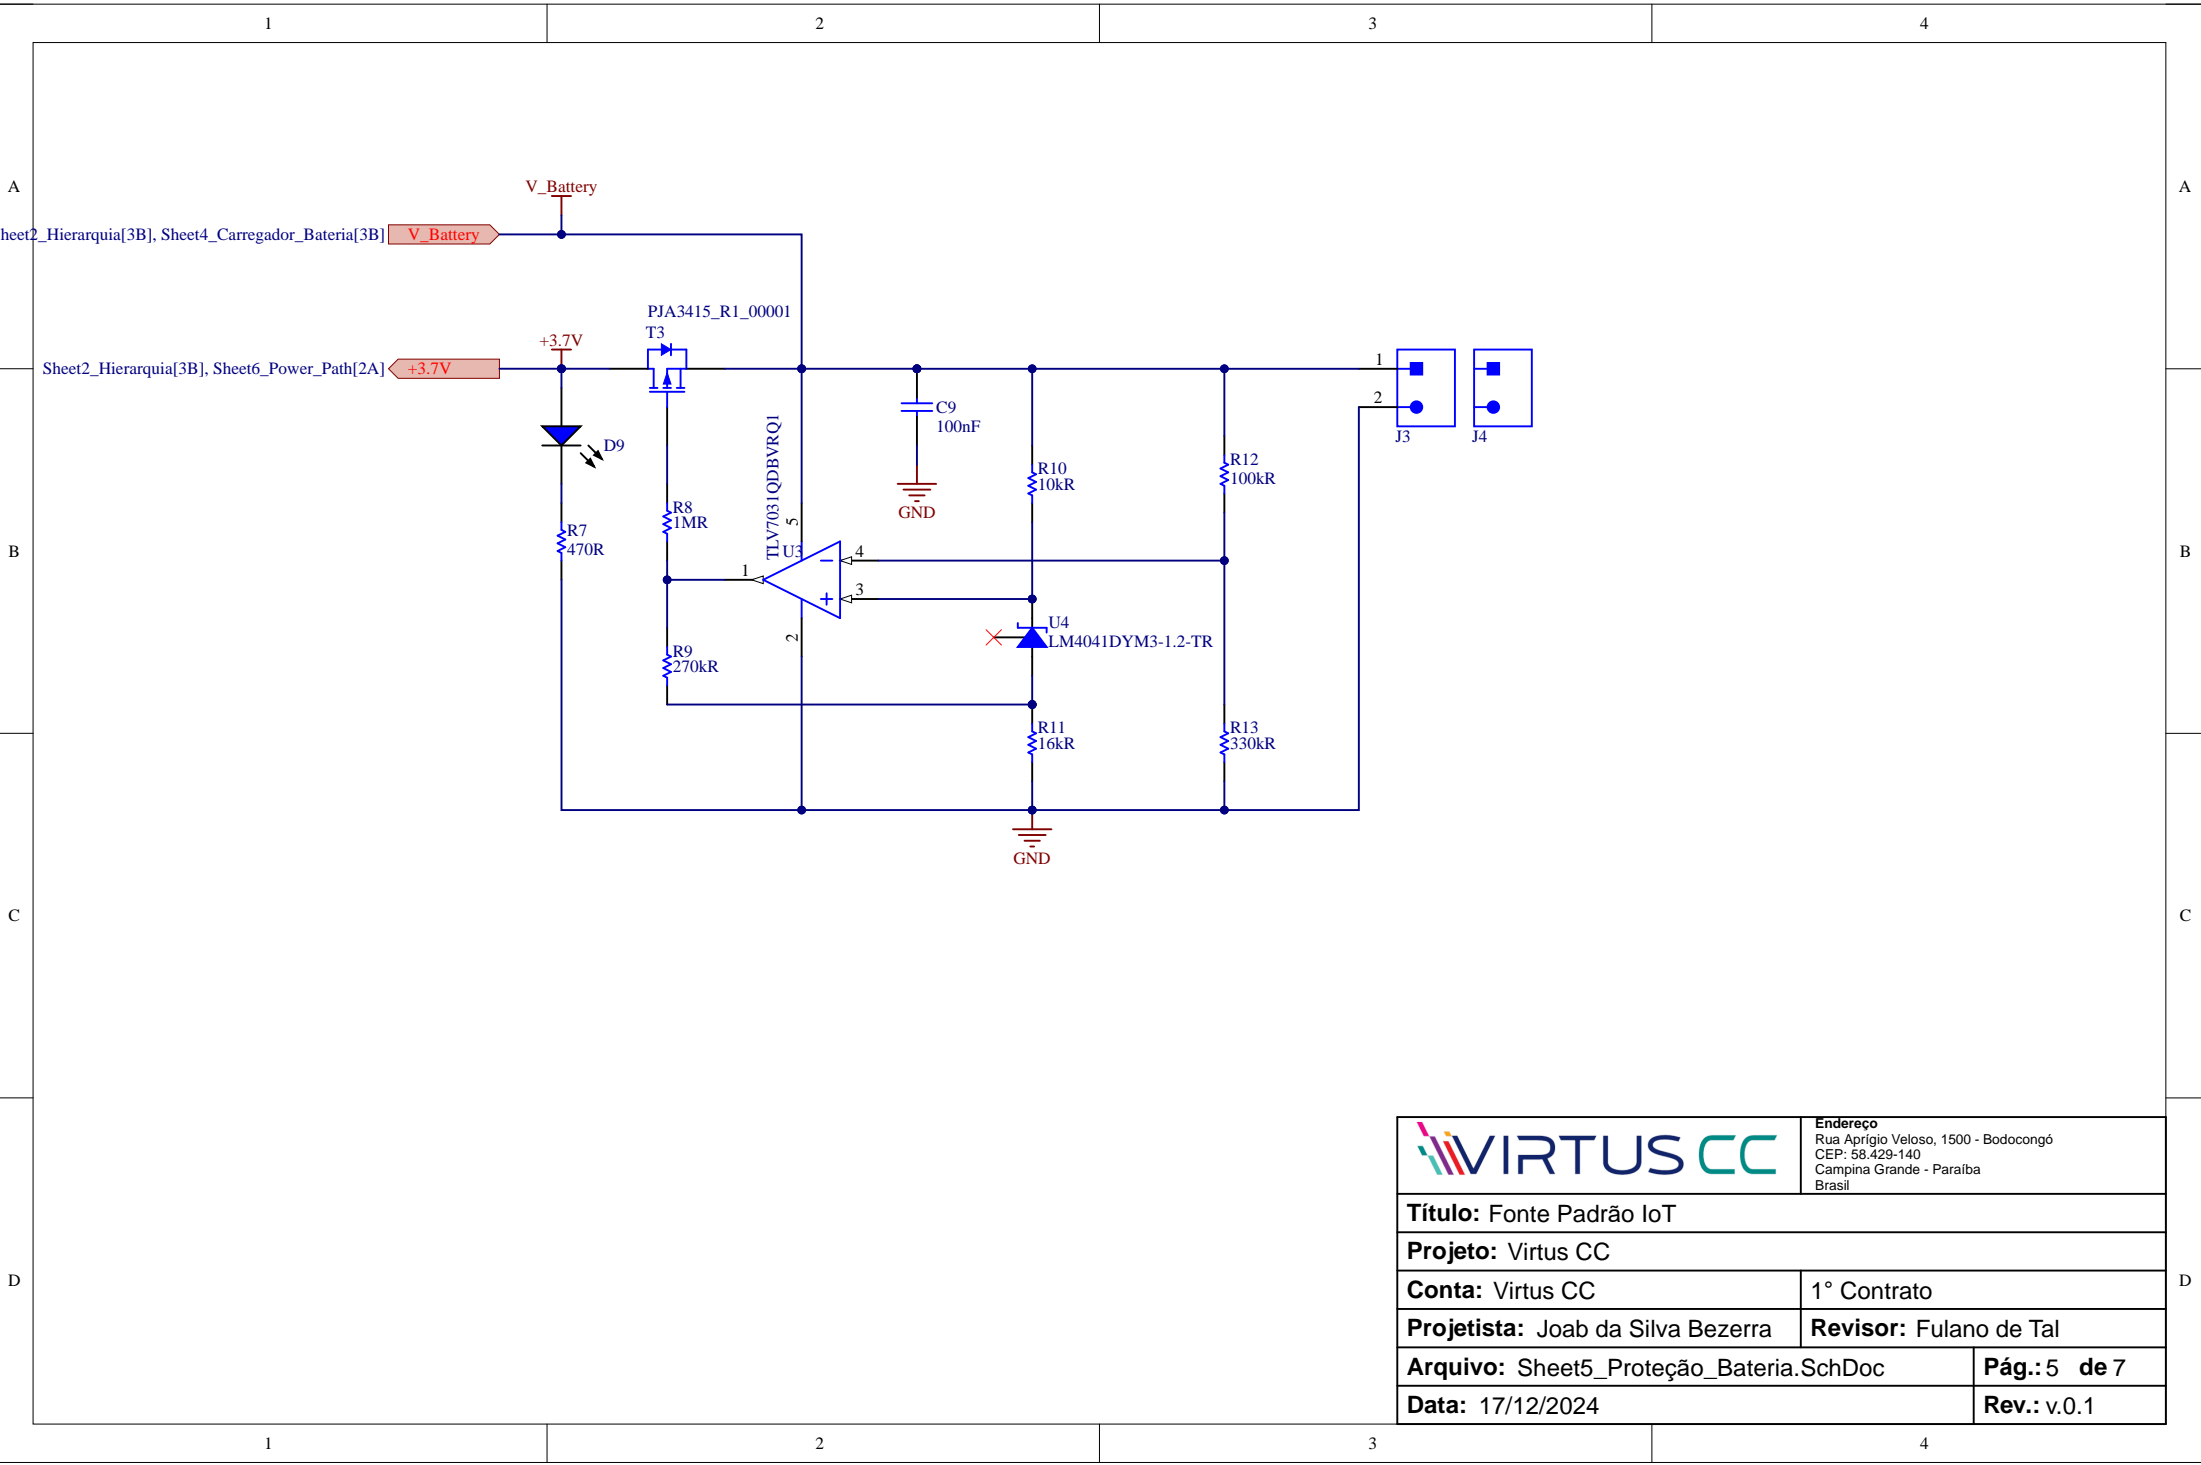 1 2 3 4
A A
V_Battery
heet2_Hierarquia[3B], Sheet4_Carregador_Bateria[3B] V_Battery
PJA3415_R1_00001
T3
+3.7V
Sheet2_Hierarquia[3B], Sheet6_Power_Path[2A] +3.7V
1
2
J3 J4
C9
100nF
GND
D9
TLV7031QDBVRQ1
R10
10kR
R12
100kR
R8
1MR
5
R7
470R
B B
U3
4
1
3
2
U4
LM4041DYM3-1.2-TR
R9
270kR
R11
16kR
R13
330kR
GND
C C
VIRTUS CC
Endereço
Rua Aprígio Veloso, 1500 - Bodocongó
CEP: 58.429-140
Campina Grande - Paraíba
Brasil
Título: Fonte Padrão IoT
Projeto: Virtus CC
D D
Conta: Virtus CC 1° Contrato
Projetista: Joab da Silva Bezerra Revisor: Fulano de Tal
Arquivo: Sheet5_Proteção_Bateria.SchDoc Pág.: 5 de 7
Data: 17/12/2024 Rev.: v.0.1
1 2 3 4